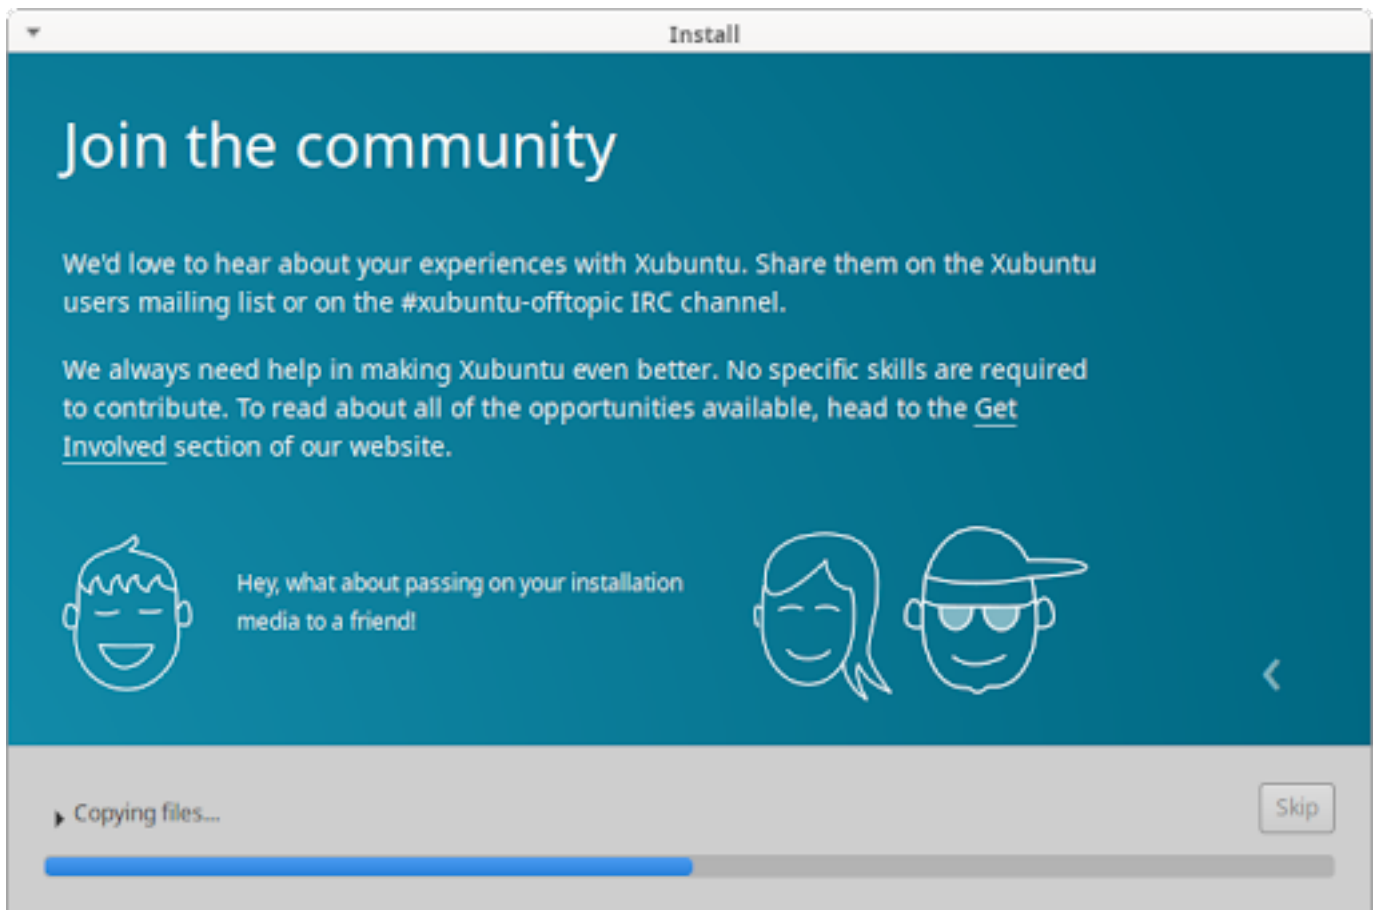 Install
Join the community
We'd love to hear about your experiences with Xubuntu. Share them on the Xubuntu
users mailing list or on the #xubuntu-offtopic IRC channel.
We always need help in making Xubuntu even better. No specific skills are required
to contribute. To read about all of the opportunities available, head to the Get
Involved section of our website.
Hey, what about passing on your installation
media to a friend!
Copying files...
Skip